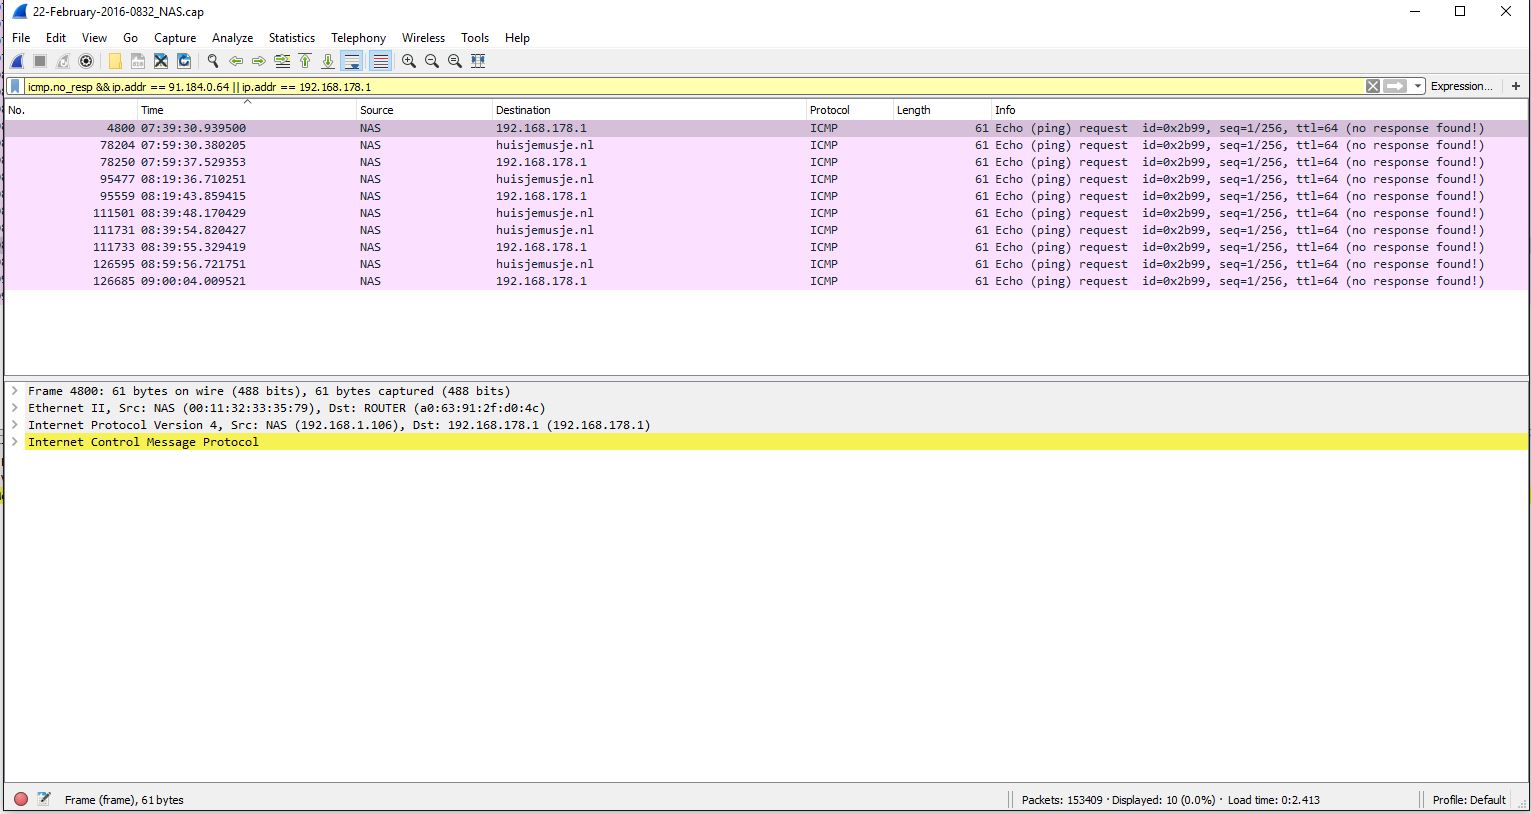 22-February-2016-0832_NAS.cap
File Edit View Go Capture Analyze Statistics Telephony Wireless Tools Help
icmp.no_resp && ip.addr == 91.184.0.64 || ip.addr == 192.168.178.1 Expression... +
No. Time Source Destination Protocol Length Info
4800 07:39:30.939500 NAS 192.168.178.1 ICMP 61 Echo (ping) request id=0x2b99, seq=1/256, ttl=64 (no response found!)
78204 07:59:30.380205 NAS huisjemusje.nl ICMP 61 Echo (ping) request id=0x2b99, seq=1/256, ttl=64 (no response found!)
78250 07:59:37.529353 NAS 192.168.178.1 ICMP 61 Echo (ping) request id=0x2b99, seq=1/256, ttl=64 (no response found!)
95477 08:19:36.710251 NAS huisjemusje.nl ICMP 61 Echo (ping) request id=0x2b99, seq=1/256, ttl=64 (no response found!)
95559 08:19:43.859415 NAS 192.168.178.1 ICMP 61 Echo (ping) request id=0x2b99, seq=1/256, ttl=64 (no response found!)
111501 08:39:48.170429 NAS huisjemusje.nl ICMP 61 Echo (ping) request id=0x2b99, seq=1/256, ttl=64 (no response found!)
111731 08:39:54.820427 NAS huisjemusje.nl ICMP 61 Echo (ping) request id=0x2b99, seq=1/256, ttl=64 (no response found!)
111733 08:39:55.329419 NAS 192.168.178.1 ICMP 61 Echo (ping) request id=0x2b99, seq=1/256, ttl=64 (no response found!)
126595 08:59:56.721751 NAS huisjemusje.nl ICMP 61 Echo (ping) request id=0x2b99, seq=1/256, ttl=64 (no response found!)
126685 09:00:04.009521 NAS 192.168.178.1 ICMP 61 Echo (ping) request id=0x2b99, seq=1/256, ttl=64 (no response found!)
Frame 4800: 61 bytes on wire (488 bits), 61 bytes captured (488 bits)
Ethernet II, Src: NAS (00:11:32:33:35:79), Dst: ROUTER (a0:63:91:2f:d0:4c)
Internet Protocol Version 4, Src: NAS (192.168.1.106), Dst: 192.168.178.1 (192.168.178.1)
Internet Control Message Protocol
Frame (frame), 61 bytes Packets: 153409 · Displayed: 10 (0.0%) · Load time: 0:2.413 Profile: Default